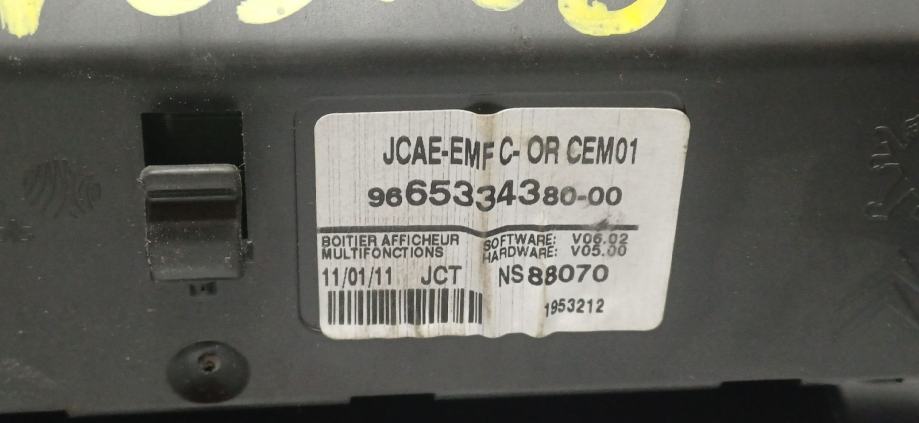 JCAE-EMF C- OR CEM01
9665334380-00
BOITIER AFFICHEUR
MULTIFONCTIONS
SOFTWARE: V06.02
HARDWARE: V05.00
11/01/11 JCT NS88070
1953212